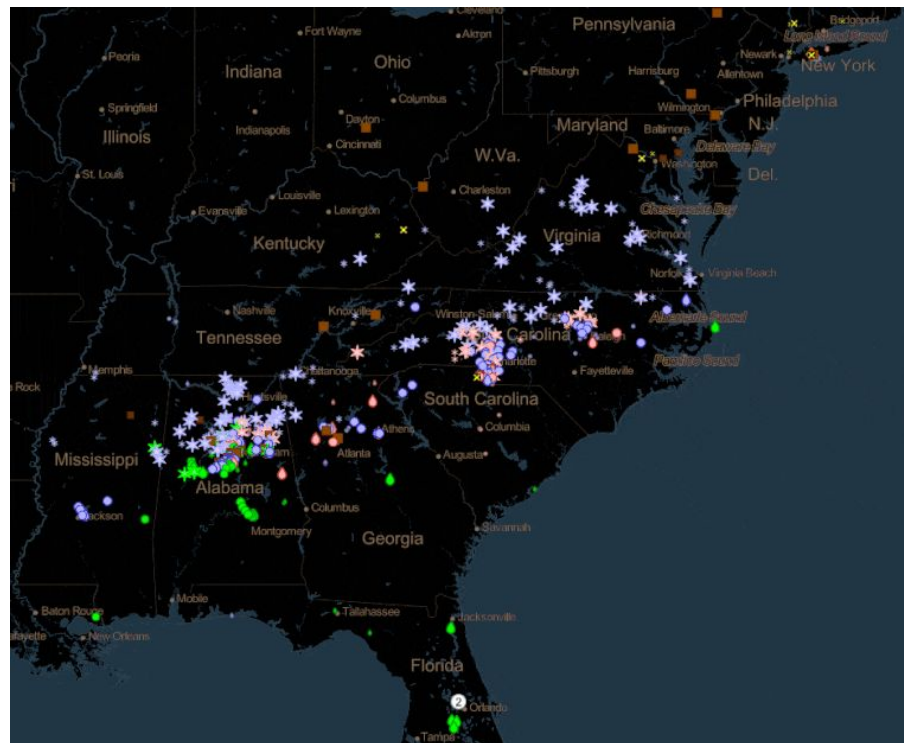 Cleveland
Pennsylvania
Bridgeport
Fort Wayne
Akron
Long Island Sound
Peoria
Ohio
Newark
Indiana
Pittsburgh
Harrisburg
Allentown
New York
Columbus
Springfield
Wilmington
Philadelphia
Dayton
Indianapolis
Maryland
N.J.
Illinois
Baltimore
Cincinnati
Delaware Bay
W.Va.
Washington
St. Louis
Del.
Louisville
Charleston
Evansville
Lexington
Chesapeake Bay
Kentucky
Virginia
Richmond
Norfolk
Virginia Beach
Nashville
Knoxville
Winston-Salem
Albemarle Sound
Tennessee
Carolina
Raleigh
Pamlico Sound
Memphis
Chattanooga
Charlotte
Fayetteville
Rock
Huntsville
South Carolina
Athens
Columbia
Atlanta
Augusta
Mississippi
Alabama
Jackson
Columbus
Montgomery
Savannah
Georgia
Mobile
Baton Rouge
Tallahassee
Jacksonville
New Orleans
afayette
Florida
2
Orlando
Tampa